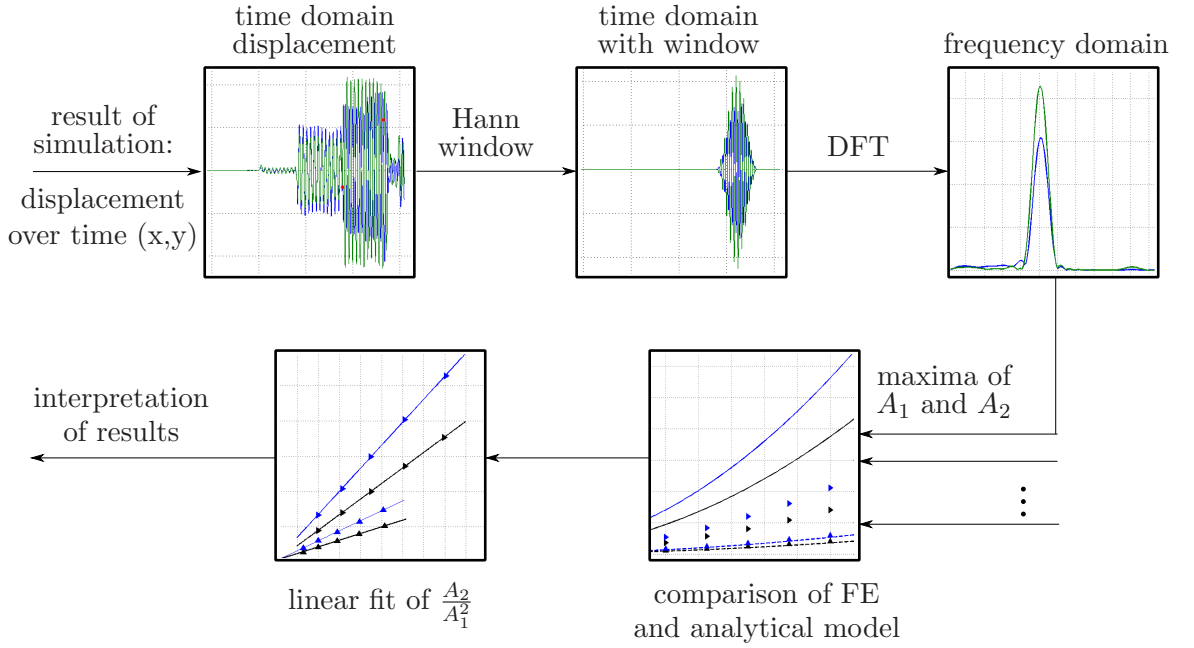 time domain
displacement
time domain
with window
frequency domain
result of
simulation:
displacement
over time (x,y)
Hann
window
DFT
maxima of
A₁ and A₂
interpretation
of results
linear fit of A₂/A₁²
comparison of FE
and analytical model